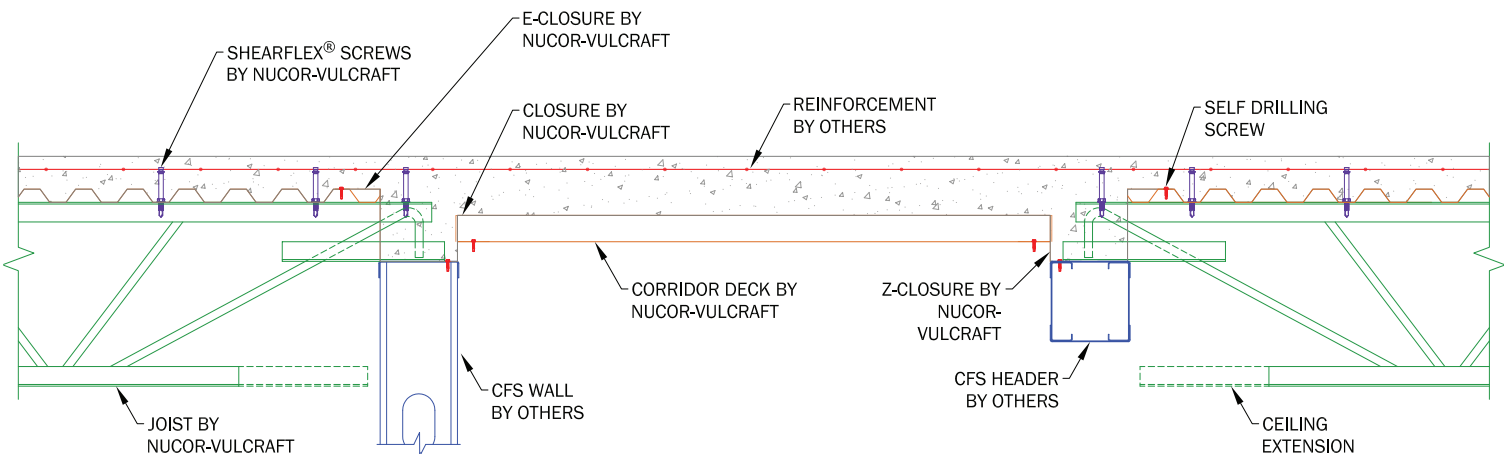 E-CLOSURE BY
NUCOR-VULCRAFT
SHEARFLEX® SCREWS
BY NUCOR-VULCRAFT
CLOSURE BY
NUCOR-VULCRAFT
REINFORCEMENT
BY OTHERS
SELF DRILLING
SCREW
CORRIDOR DECK BY
NUCOR-VULCRAFT
Z-CLOSURE BY
NUCOR-
VULCRAFT
CFS WALL
BY OTHERS
CFS HEADER
BY OTHERS
JOIST BY
NUCOR-VULCRAFT
CEILING
EXTENSION